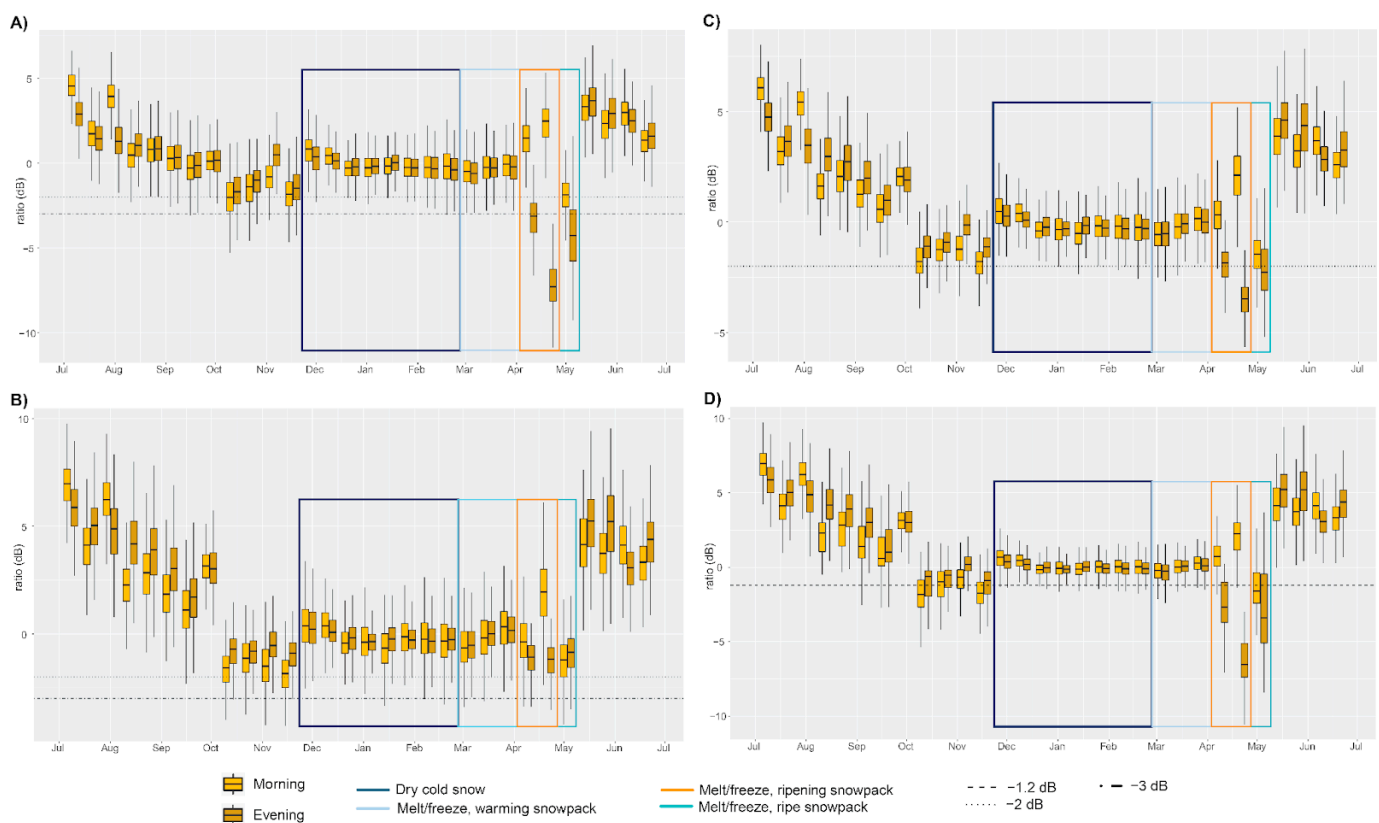 A)
ratio (dB)
5
0
−5
−10
Jul Aug Sep Oct Nov Dec Jan Feb Mar Apr May Jun Jul
C)
ratio (dB)
5
0
−5
Jul Aug Sep Oct Nov Dec Jan Feb Mar Apr May Jun Jul
B)
ratio (dB)
10
5
0
Jul Aug Sep Oct Nov Dec Jan Feb Mar Apr May Jun Jul
D)
ratio (dB)
10
5
0
−5
−10
Jul Aug Sep Oct Nov Dec Jan Feb Mar Apr May Jun Jul
Morning
Evening
Dry cold snow
Melt/freeze, warming snowpack
Melt/freeze, ripening snowpack
Melt/freeze, ripe snowpack
−1.2 dB
−2 dB
−3 dB